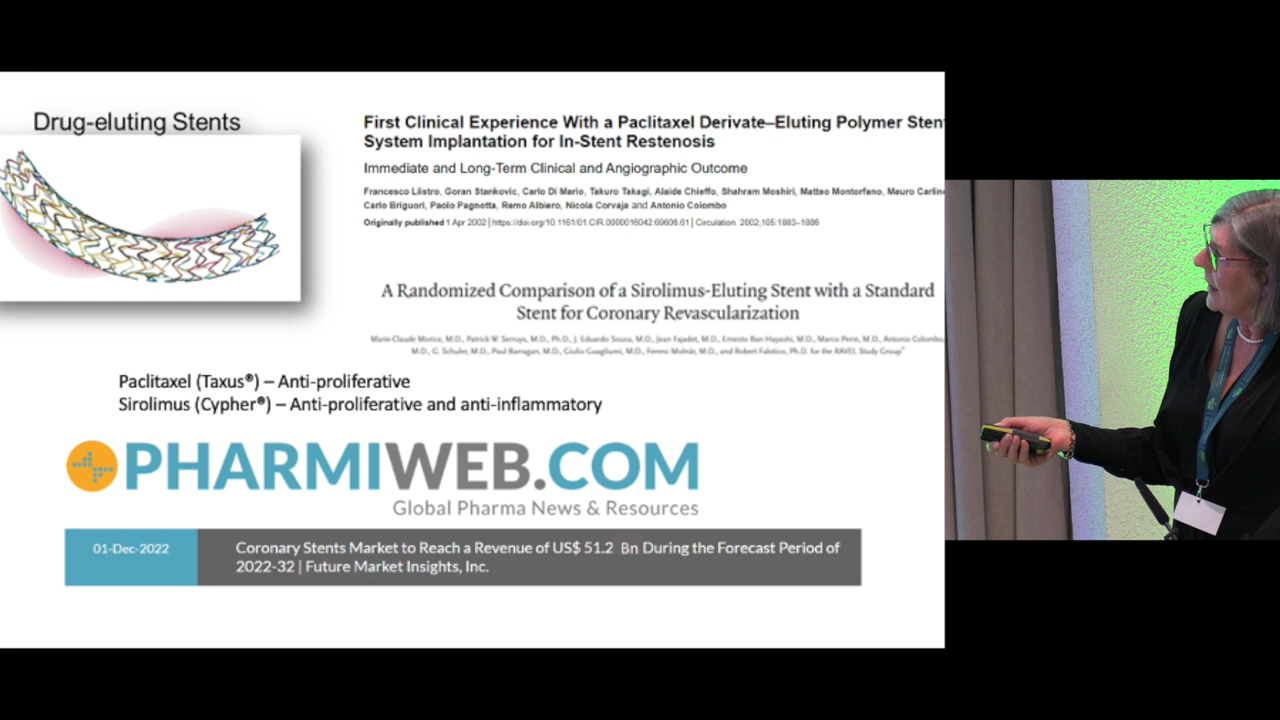 Drug-eluting Stents
First Clinical Experience With a Paclitaxel Derivate–Eluting Polymer Sten
System Implantation for In-Stent Restenosis
Immediate and Long-Term Clinical and Angiographic Outcome
Francesco Liistro, Goran Stankovic, Carlo Di Mario, Takuro Takagi, Alaide Chieffo, Shahram Moshiri, Matteo Montorfano, Mauro Carlino
Carlo Briguori, Paolo Pagnotta, Remo Albiero, Nicola Corvaja and Antonio Colombo
Originally published 1 Apr 2002 | https://doi.org/10.1161/01.CIR.0000016042.69606.61 | Circulation. 2002;105:1883–1886
A Randomized Comparison of a Sirolimus-Eluting Stent with a Standard
Stent for Coronary Revascularization
Marie-Claude Morice, M.D., Patrick W. Serruys, M.D., Ph.D., J. Eduardo Sousa, M.D., Jean Fajadet, M.D., Ernesto Ban Hayashi, M.D., Marco Perin, M.D., Antonio Colombo,
M.D., G. Schuler, M.D., Paul Barragan, M.D., Giulio Guagliumi, M.D., Ferenc Molnàr, M.D., and Robert Falotico, Ph.D. for the RAVEL Study Group*
Paclitaxel (Taxus®) – Anti-proliferative
Sirolimus (Cypher®) – Anti-proliferative and anti-inflammatory
PHARMIWEB.COM
Global Pharma News & Resources
01-Dec-2022
Coronary Stents Market to Reach a Revenue of US$ 51.2 Bn During the Forecast Period of
2022-32 | Future Market Insights, Inc.